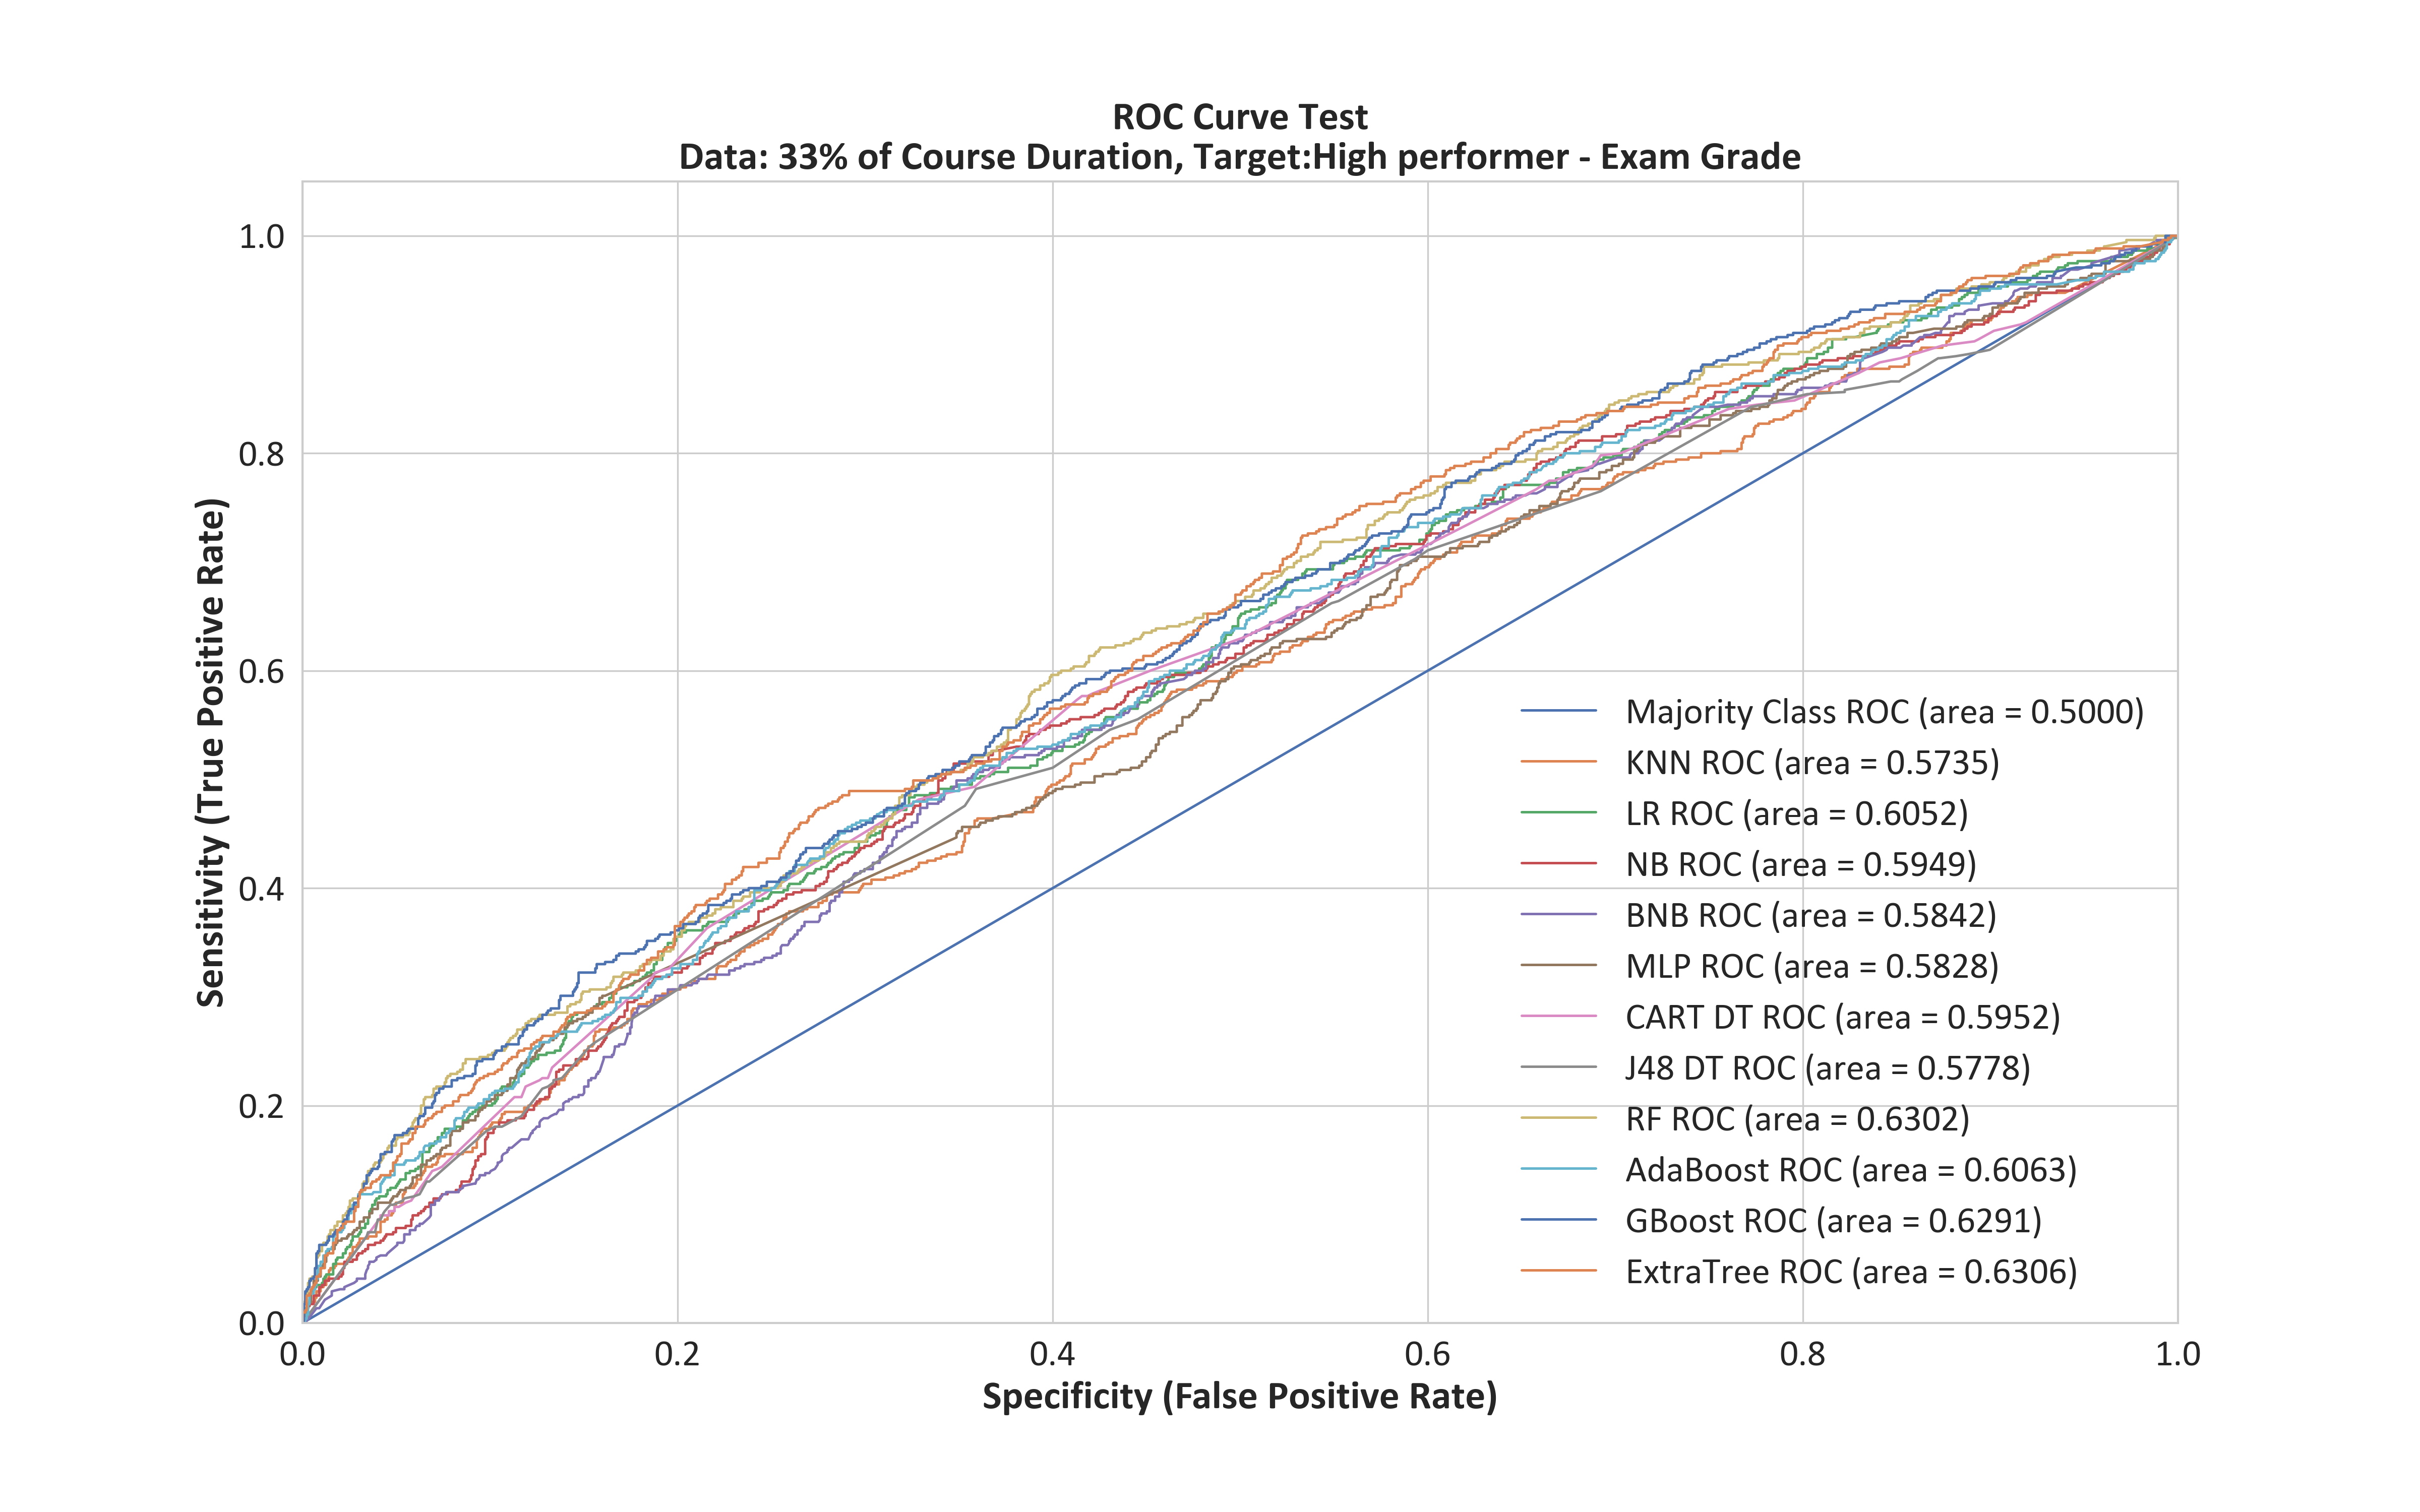 ROC Curve Test
Data: 33% of Course Duration, Target:High performer - Exam Grade
Sensitivity (True Positive Rate)
1.0
0.8
0.6
0.4
0.2
0.0
Majority Class ROC (area = 0.5000)
KNN ROC (area = 0.5735)
LR ROC (area = 0.6052)
NB ROC (area = 0.5949)
BNB ROC (area = 0.5842)
MLP ROC (area = 0.5828)
CART DT ROC (area = 0.5952)
J48 DT ROC (area = 0.5778)
RF ROC (area = 0.6302)
AdaBoost ROC (area = 0.6063)
GBoost ROC (area = 0.6291)
ExtraTree ROC (area = 0.6306)
0.0 0.2 0.4 0.6 0.8 1.0
Specificity (False Positive Rate)